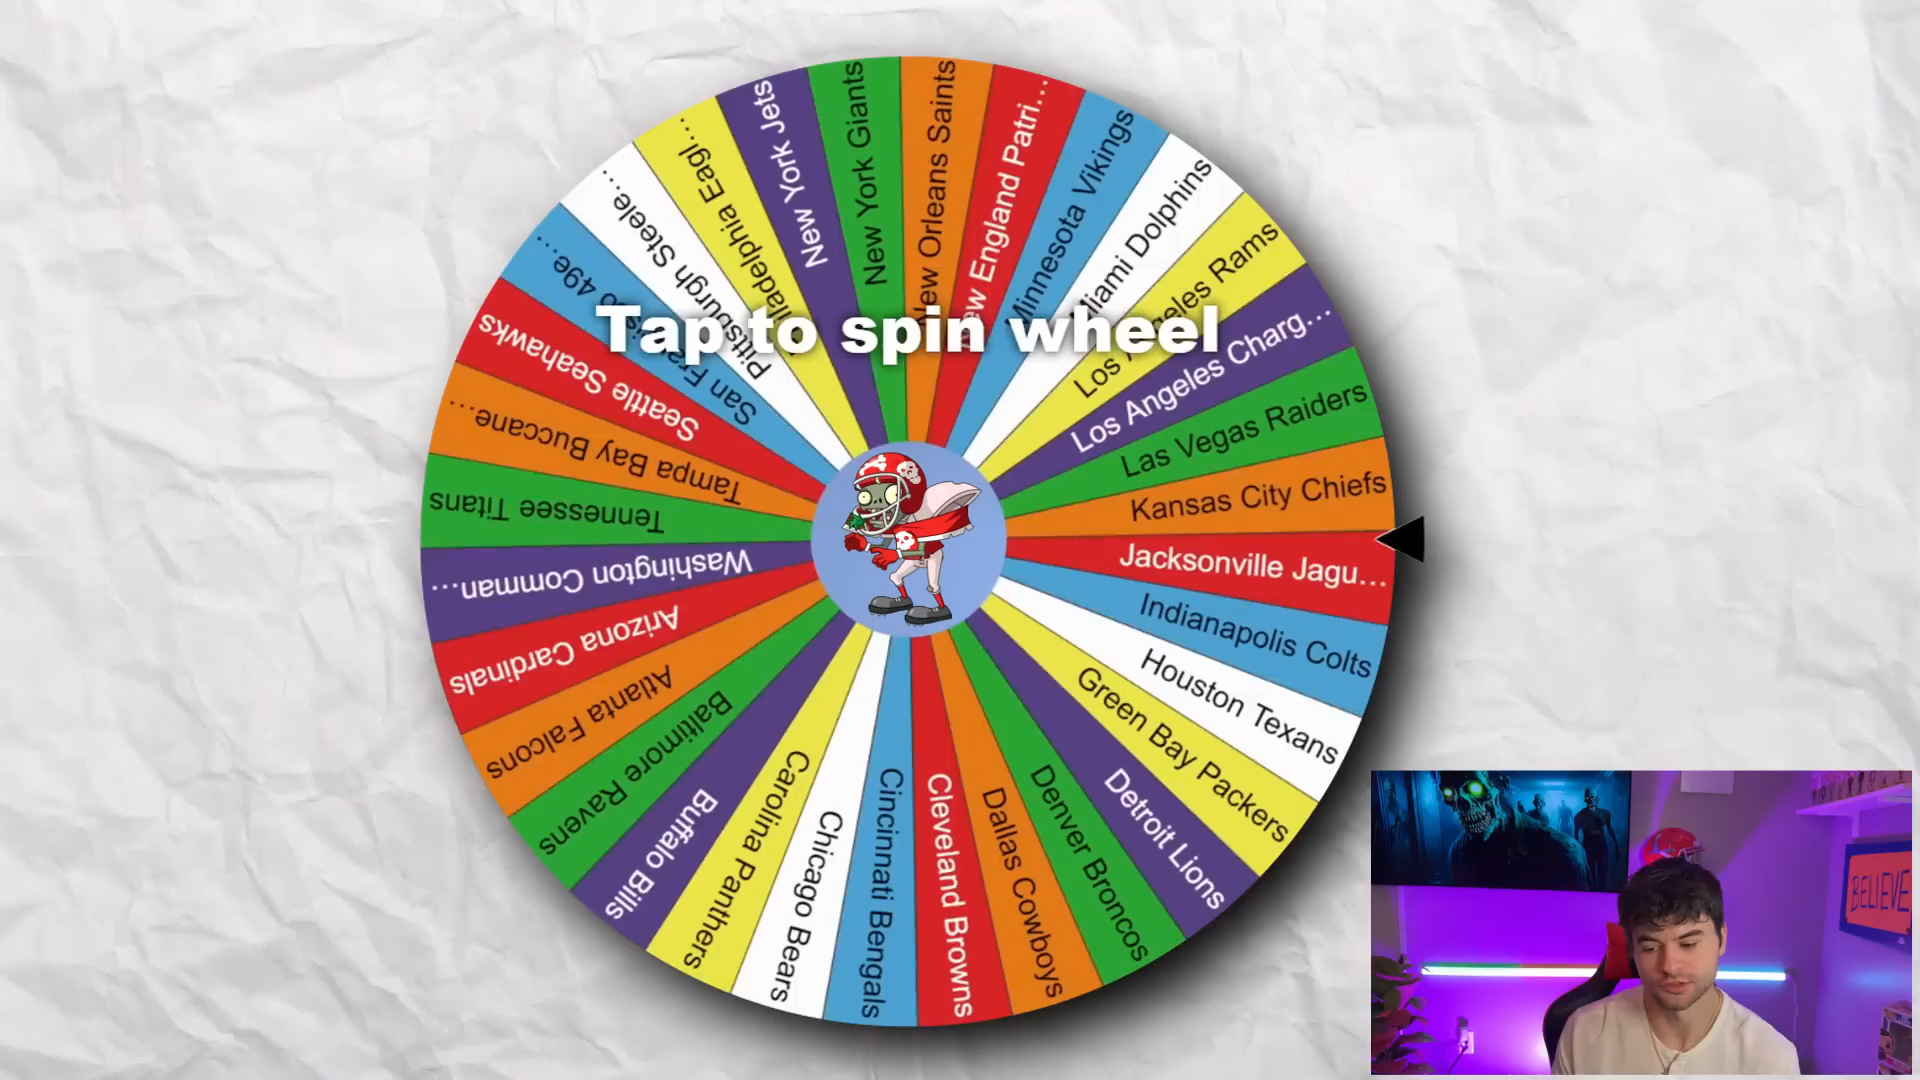 Tap to spin wheel
New Orleans Saints
New England Patri...
Minnesota Vikings
Miami Dolphins
Los Angeles Rams
Los Angeles Charg...
Las Vegas Raiders
Kansas City Chiefs
Jacksonville Jagu...
Indianapolis Colts
Houston Texans
Green Bay Packers
Detroit Lions
Denver Broncos
Dallas Cowboys
Cleveland Browns
Cincinnati Bengals
Chicago Bears
Carolina Panthers
Buffalo Bills
Baltimore Ravens
Atlanta Falcons
Arizona Cardinals
Washington Comman...
Tennessee Titans
Tampa Bay Buccane...
Seattle Seahawks
San Francisco 49e...
Pittsburgh Steele...
Philadelphia Eagl...
New York Jets
New York Giants
BELIEVE